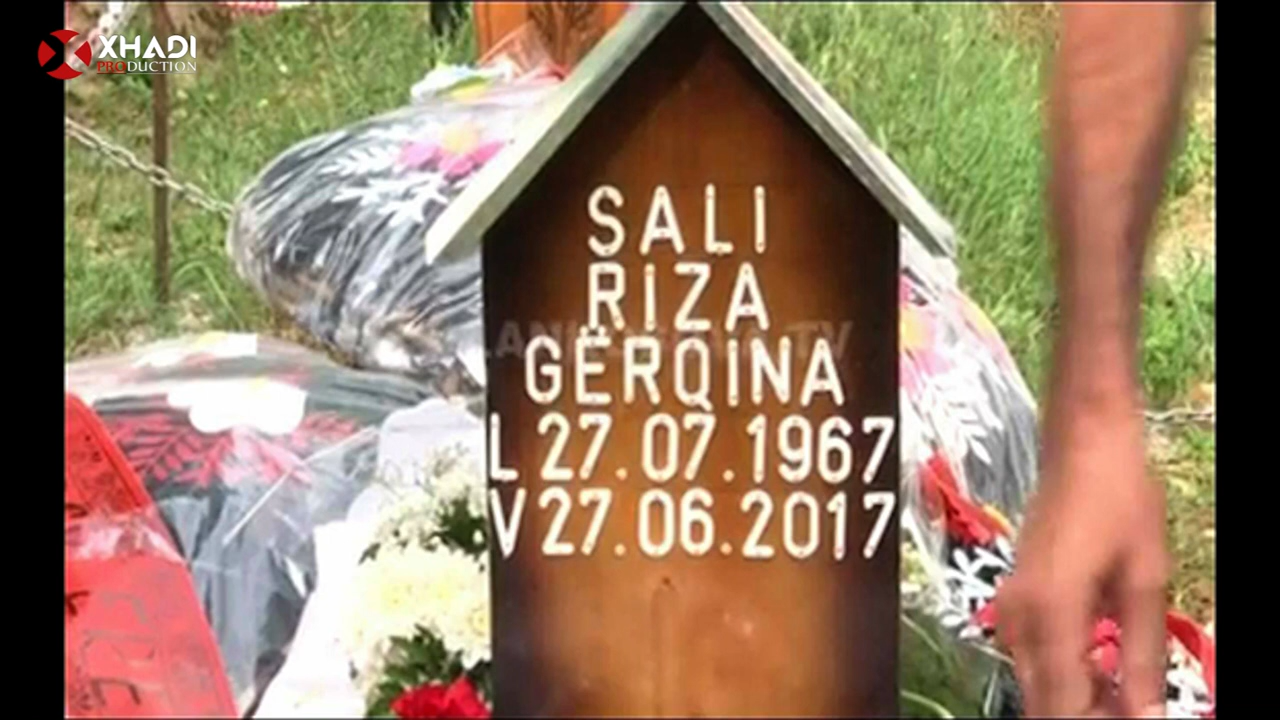 XHADI
PRODUCTION
SALI
RIZA
GËRQINA
L 27.07.1967
V 27.06.2017